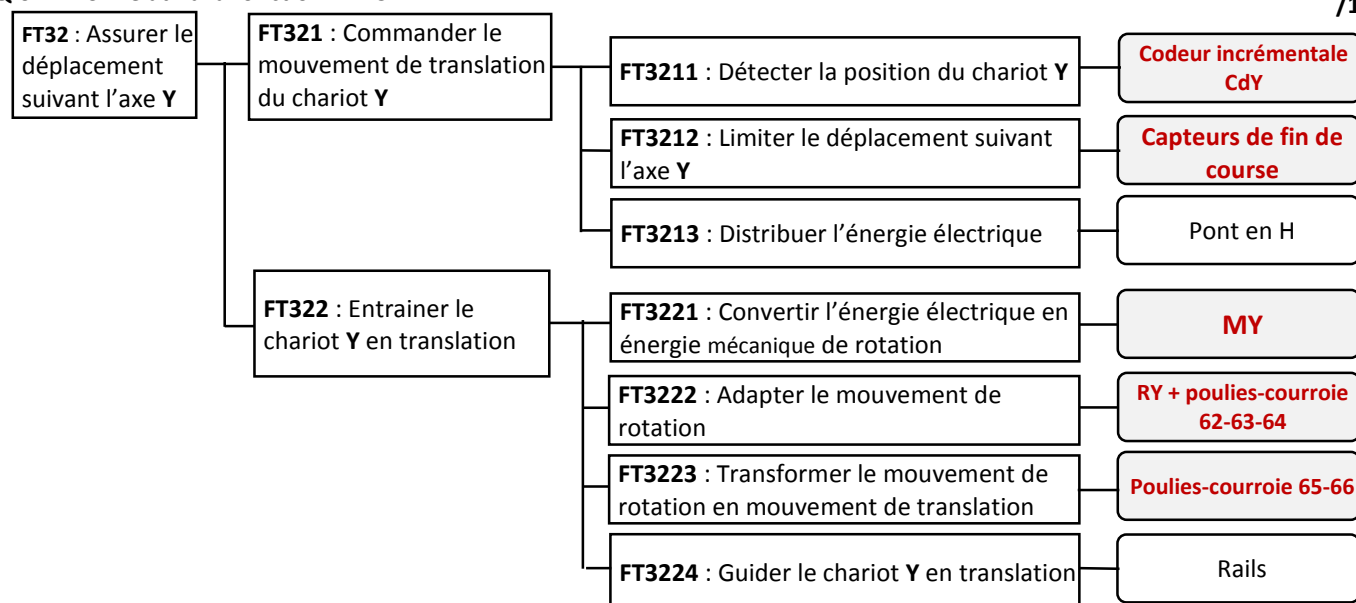 /1
FT32 : Assurer le
déplacement
suivant l'axe Y
FT321 : Commander le
mouvement de translation
du chariot Y
FT3211 : Détecter la position du chariot Y
Codeur incrémentale
CdY
FT3212 : Limiter le déplacement suivant
l'axe Y
Capteurs de fin de
course
FT3213 : Distribuer l'énergie électrique
Pont en H
FT322 : Entrainer le
chariot Y en translation
FT3221 : Convertir l'énergie électrique en
énergie mécanique de rotation
MY
FT3222 : Adapter le mouvement de
rotation
RY + poulies-courroie
62-63-64
FT3223 : Transformer le mouvement de
rotation en mouvement de translation
Poulies-courroie 65-66
FT3224 : Guider le chariot Y en translation
Rails